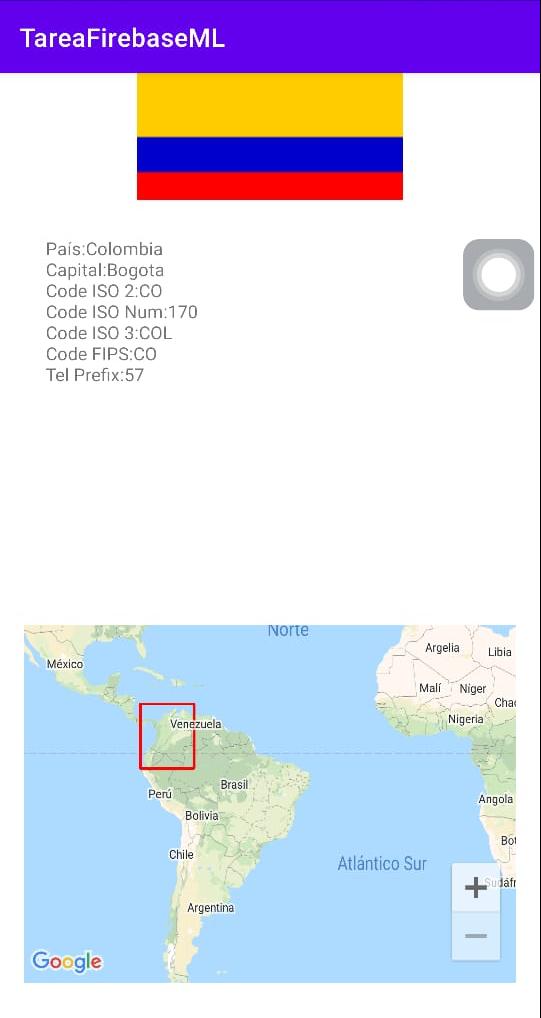 TareaFirebaseML
País:Colombia
Capital:Bogota
Code ISO 2:CO
Code ISO Num:170
Code ISO 3:COL
Code FIPS:CO
Tel Prefix:57
Norte
Argelia
Libia
México
Malí
Níger
Chac
Venezuela
Nigeria
Perú
Brasil
Angola
Bolivia
Bot
Chile
Atlántico Sur
Sudáfr
Argentina
Google